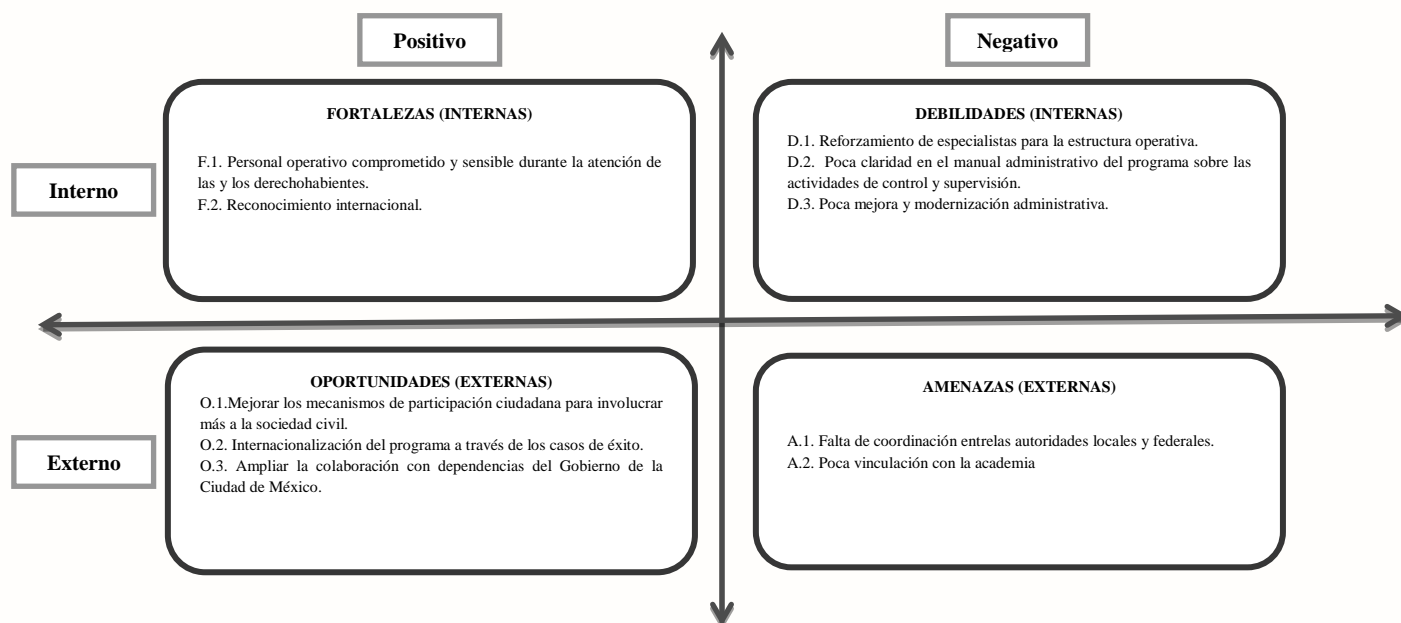 Positivo
Negativo
Interno
FORTALEZAS (INTERNAS)
F.1. Personal operativo comprometido y sensible durante la atención de
las y los derechohabientes.
F.2. Reconocimiento internacional.
DEBILIDADES (INTERNAS)
D.1. Reforzamiento de especialistas para la estructura operativa.
D.2. Poca claridad en el manual administrativo del programa sobre las
actividades de control y supervisión.
D.3. Poca mejora y modernización administrativa.
Externo
OPORTUNIDADES (EXTERNAS)
O.1.Mejorar los mecanismos de participación ciudadana para involucrar
más a la sociedad civil.
O.2. Internacionalización del programa a través de los casos de éxito.
O.3. Ampliar la colaboración con dependencias del Gobierno de la
Ciudad de México.
AMENAZAS (EXTERNAS)
A.1. Falta de coordinación entrelas autoridades locales y federales.
A.2. Poca vinculación con la academia